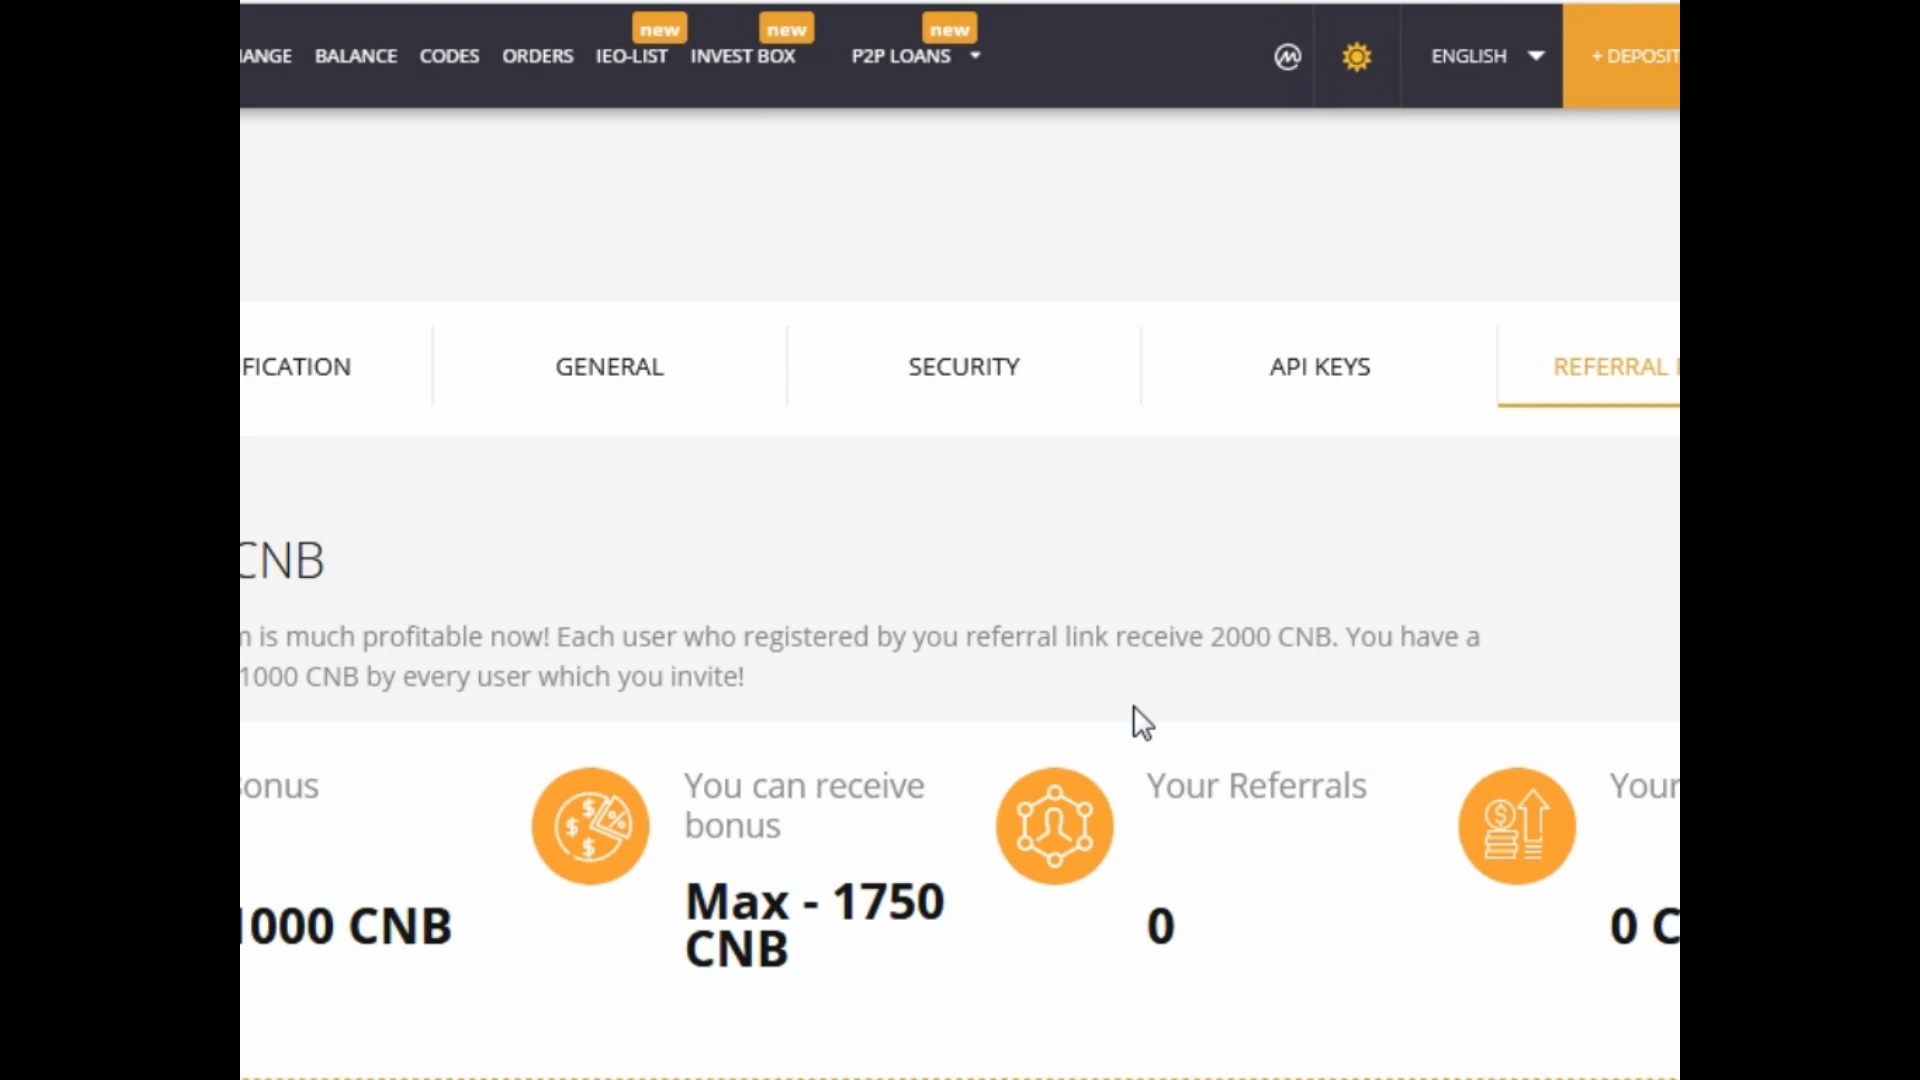 new new new
HANGE BALANCE CODES ORDERS IEO-LIST INVEST BOX P2P LOANS ENGLISH + DEPOSIT
FICATION GENERAL SECURITY API KEYS REFERRAL
CNB
is much profitable now! Each user who registered by you referral link receive 2000 CNB. You have a
1000 CNB by every user which you invite!
onus You can receive Your Referrals Your
bonus
1000 CNB Max - 1750 0 0 C
CNB